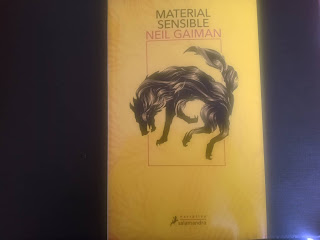 MATERIAL
SENSIBLE
NEIL GAIMAN
salamandra